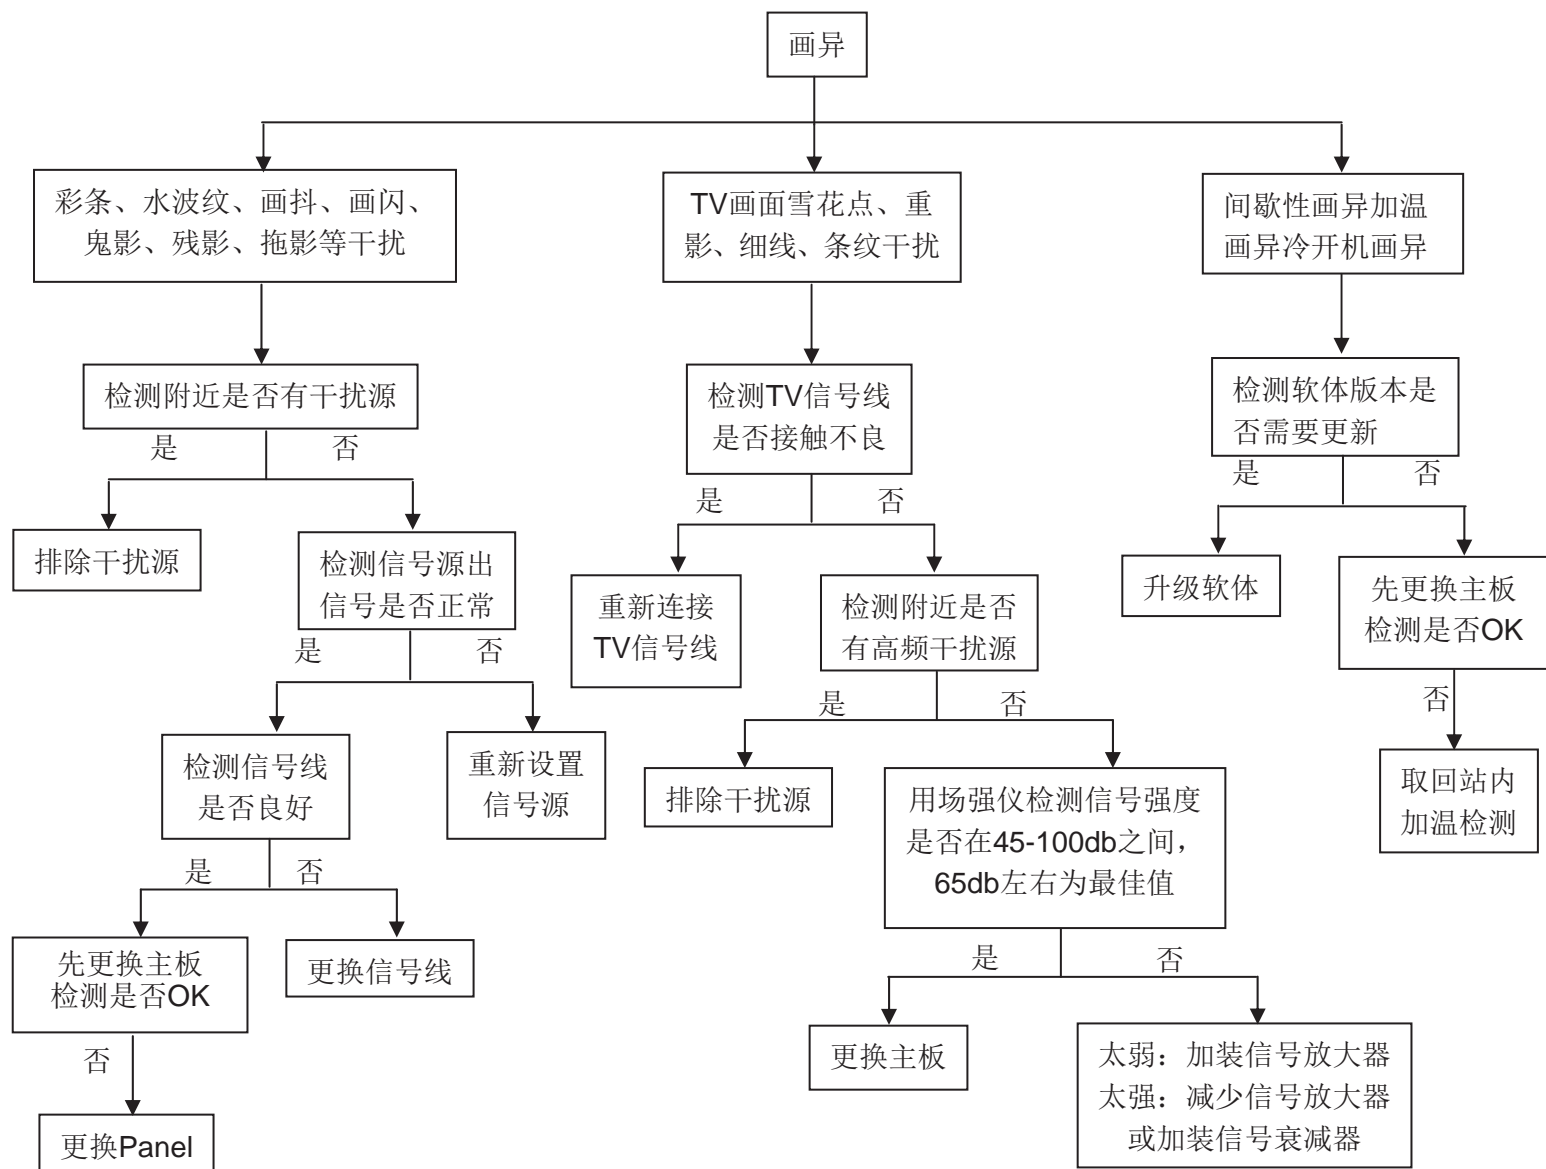 画异
彩条、水波纹、画抖、画闪、
鬼影、残影、拖影等干扰
TV画面雪花点、重
影、细线、条纹干扰
间歇性画异加温
画异冷开机画异
检测附近是否有干扰源
检测TV信号线
是否接触不良
检测软体版本是
否需要更新
是
否
是
否
是
否
排除干扰源
检测信号源出
信号是否正常
重新连接
TV信号线
检测附近是否
有高频干扰源
升级软体
先更换主板
检测是否OK
是
否
是
否
否
检测信号线
是否良好
重新设置
信号源
排除干扰源
用场强仪检测信号强度
是否在45-100db之间，
65db左右为最佳值
取回站内
加温检测
是
否
是
否
先更换主板
检测是否OK
更换信号线
更换主板
太弱：加装信号放大器
太强：减少信号放大器
或加装信号衰减器
否
更换Panel